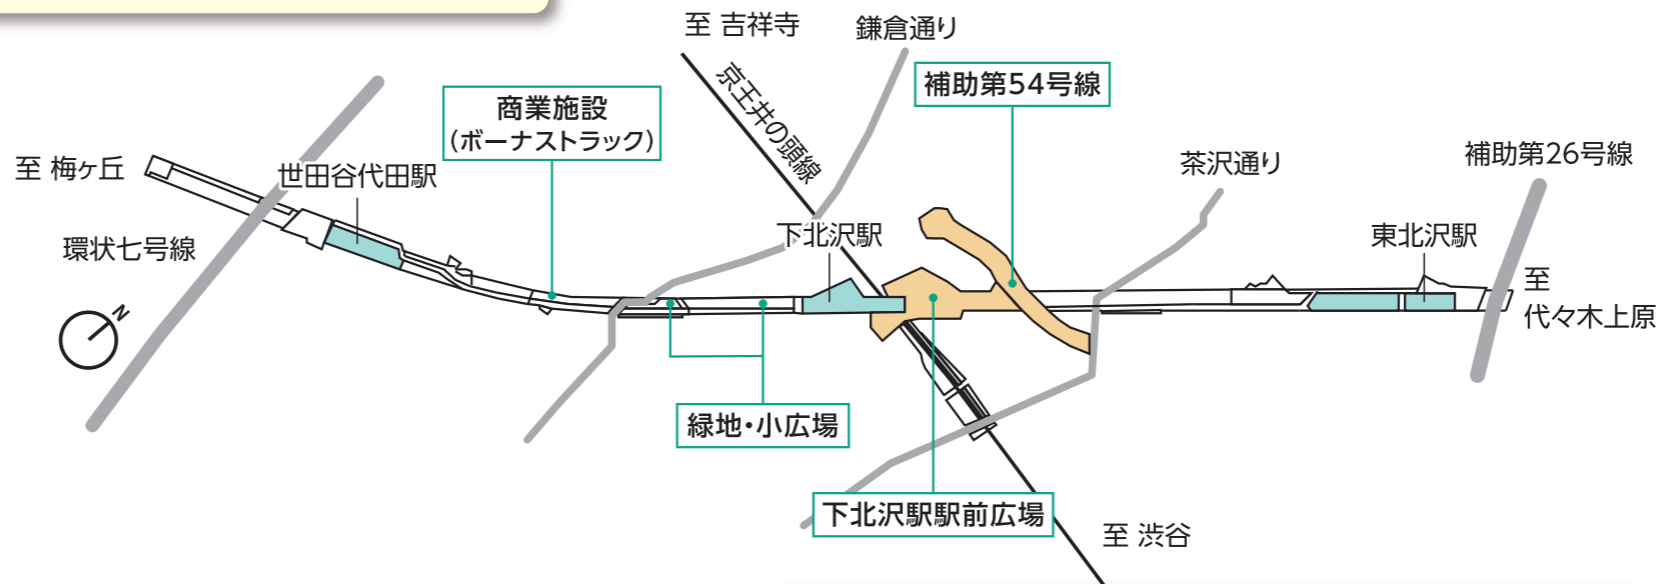 至 吉祥寺
鎌倉通り
京王井の頭線
補助第54号線
商業施設
(ボーナストラック)
至 梅ヶ丘
世田谷代田駅
茶沢通り
補助第26号線
環状七号線
下北沢駅
東北沢駅
至
代々木上原
N
緑地・小広場
下北沢駅駅前広場
至 渋谷